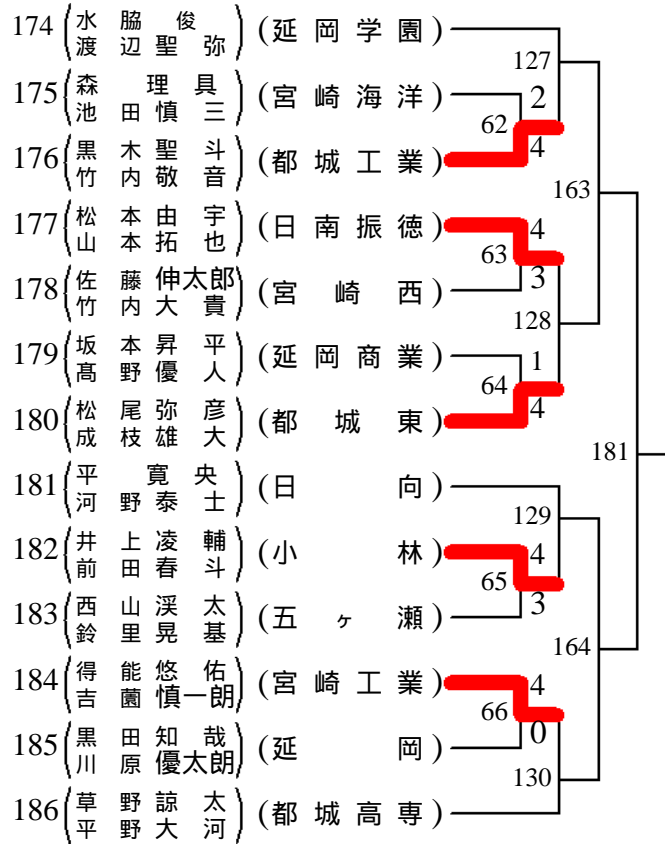 174 (水脇 俊 渡辺聖弥) (延岡学園)
127
175 (森 理具 池田慎三) (宮崎海洋) 2
62
176 (黒木聖斗 竹内敬音) (都城工業) 4
163
177 (松本由宇 山本拓也) (日南振徳) 4
63
178 (佐藤伸太郎 竹内大貴) (宮崎西) 3
128
179 (坂本昇平 髙野優人) (延岡商業) 1
64
180 (松尾弥彦 成枝雄大) (都城東) 4
181
181 (平 寛央 河野泰士) (日向)
129
182 (井上凌輔 前田春斗) (小林) 4
65
183 (西山渓太 鈴里晃基) (五ヶ瀬) 3
164
184 (得能悠佑 吉薗慎一朗) (宮崎工業) 4
66
185 (黒田知哉 川原優太朗) (延岡) 0
130
186 (草野諒太 平野大河) (都城高専)